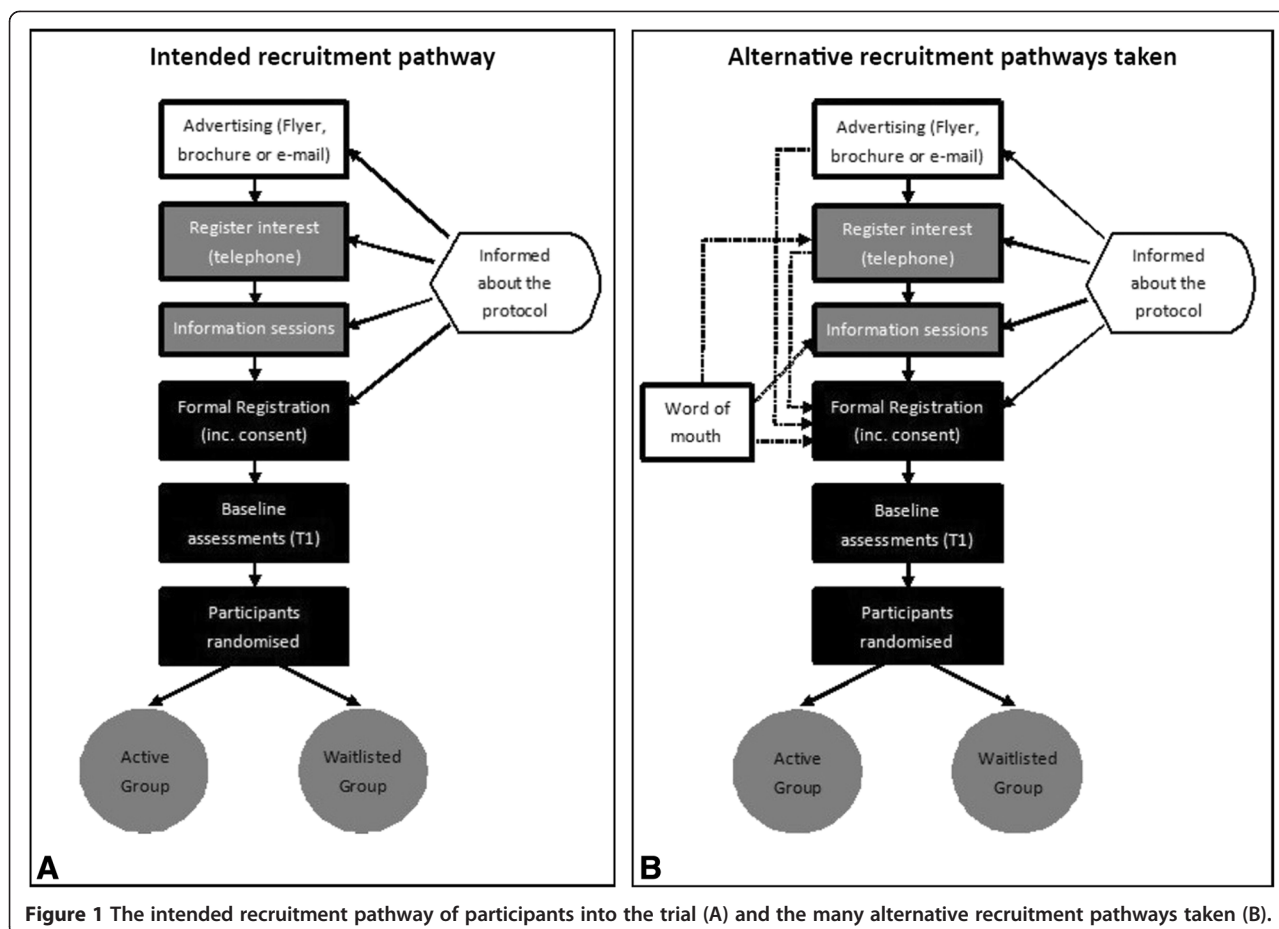 Intended recruitment pathway
Advertising (Flyer,
brochure or e-mail)
Register interest
(telephone)
Information sessions
Formal Registration
(inc. consent)
Baseline
assessments (T1)
Participants
randomised
Active
Group
Waitlisted
Group
Informed
about the
protocol
A
Alternative recruitment pathways taken
Advertising (Flyer,
brochure or e-mail)
Register interest
(telephone)
Information sessions
Word of
mouth
Formal Registration
(inc. consent)
Baseline
assessments (T1)
Participants
randomised
Active
Group
Waitlisted
Group
Informed
about the
protocol
B
Figure 1 The intended recruitment pathway of participants into the trial (A) and the many alternative recruitment pathways taken (B).